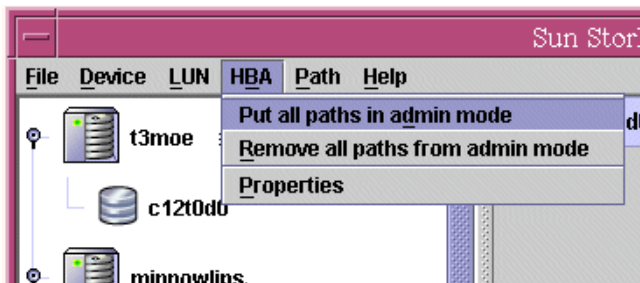 Sun Stor
File Device LUN HBA Path Help
Put all paths in admin mode
t3moe
Remove all paths from admin mode
Properties
c12t0d0
minnowlips.